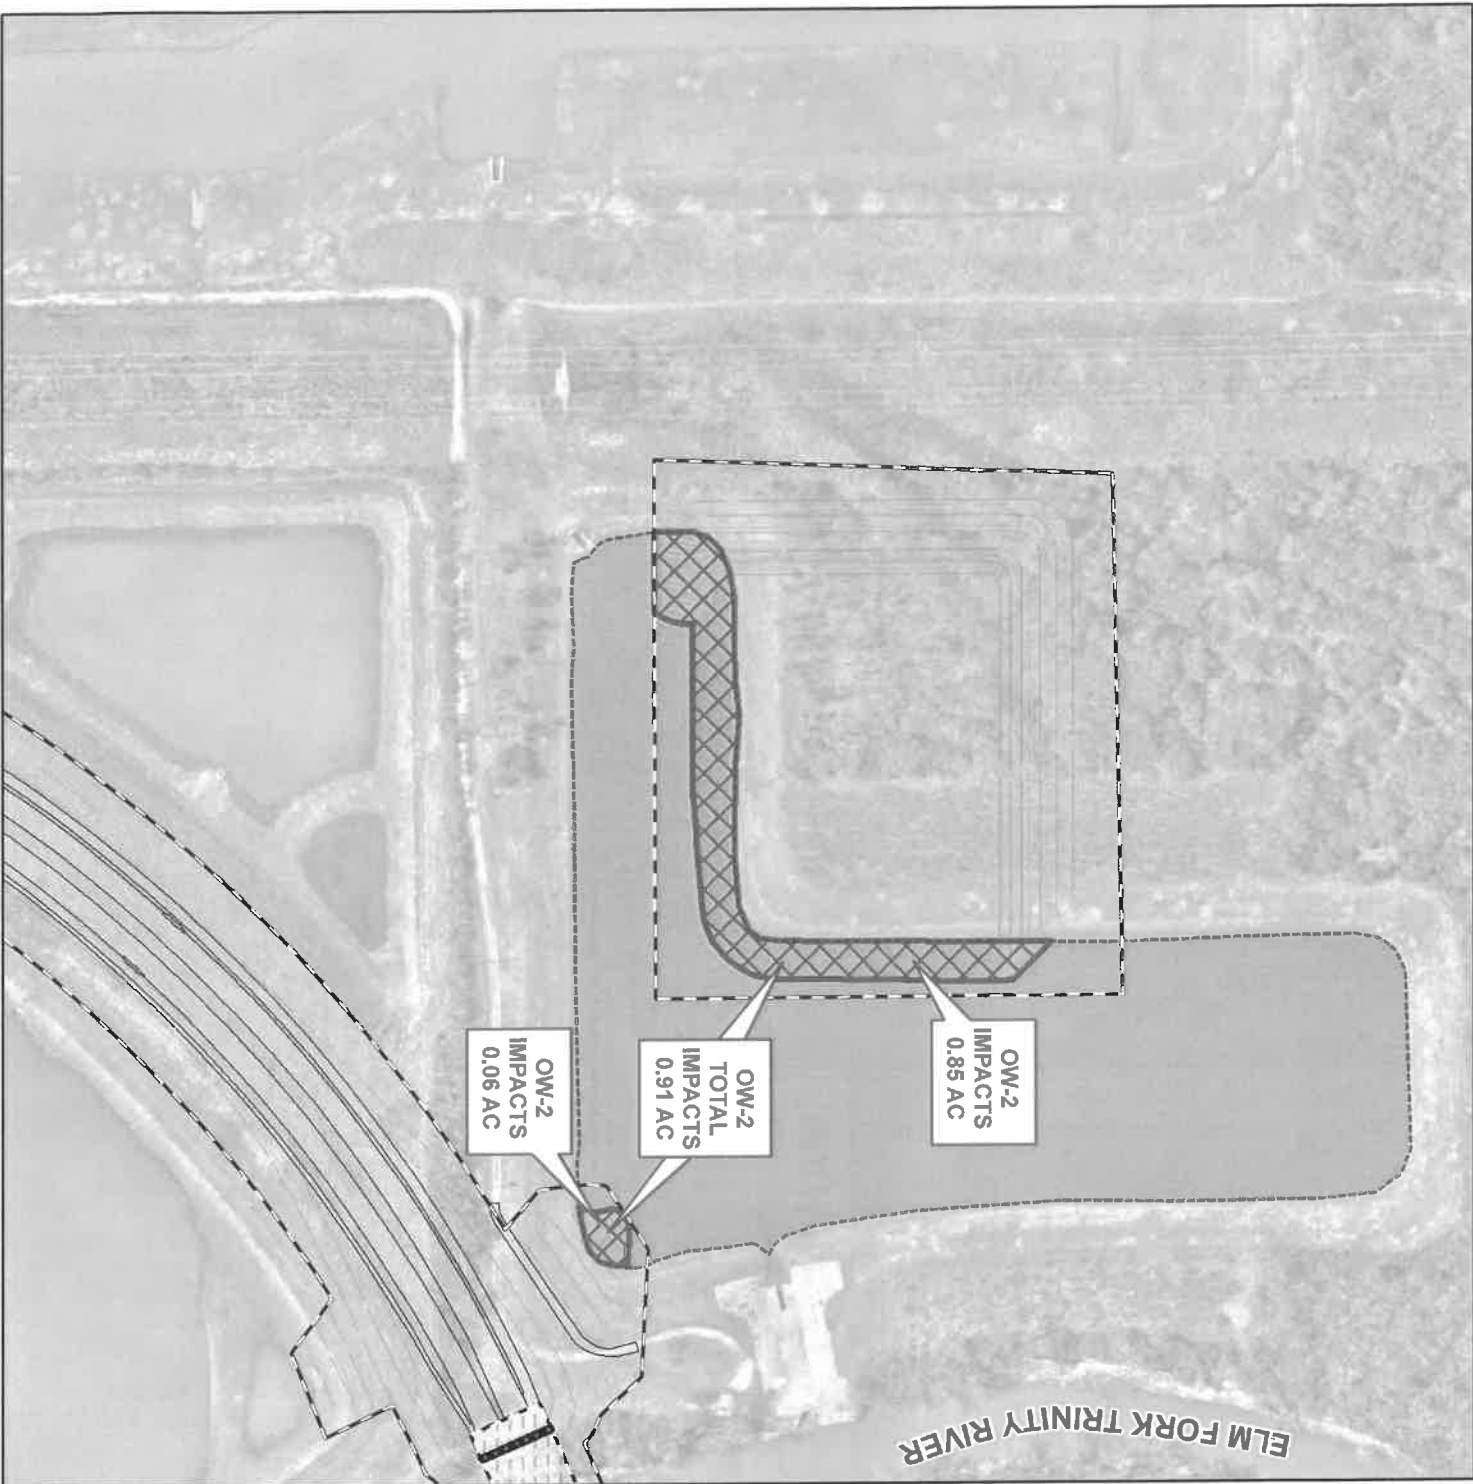 OW-2
IMPACTS
0.85 AC
OW-2
TOTAL
IMPACTS
0.91 AC
OW-2
IMPACTS
0.06 AC
ELM FORK TRINITY RIVER